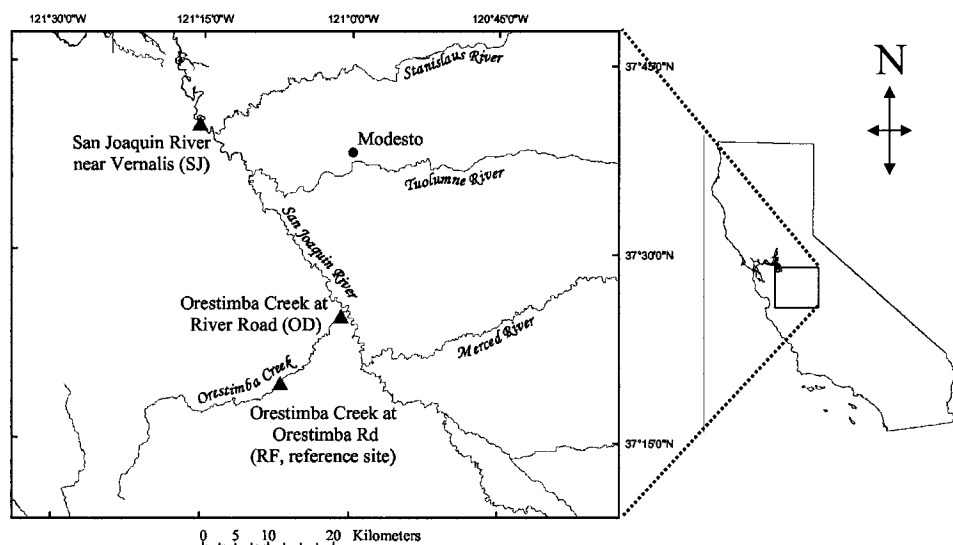 121°30'0"W
121°15'0"W
121°0'0"W
120°45'0"W
Stanislaus River
37°45'0"N
N
San Joaquin River
near Vernalis (SJ)
Modesto
Tuolumne River
San Joaquin River
37°30'0"N
Orestimba Creek at
River Road (OD)
Merced River
Orestimba Creek
Orestimba Creek at
Orestimba Rd
(RF, reference site)
37°15'0"N
0 5 10 20 Kilometers